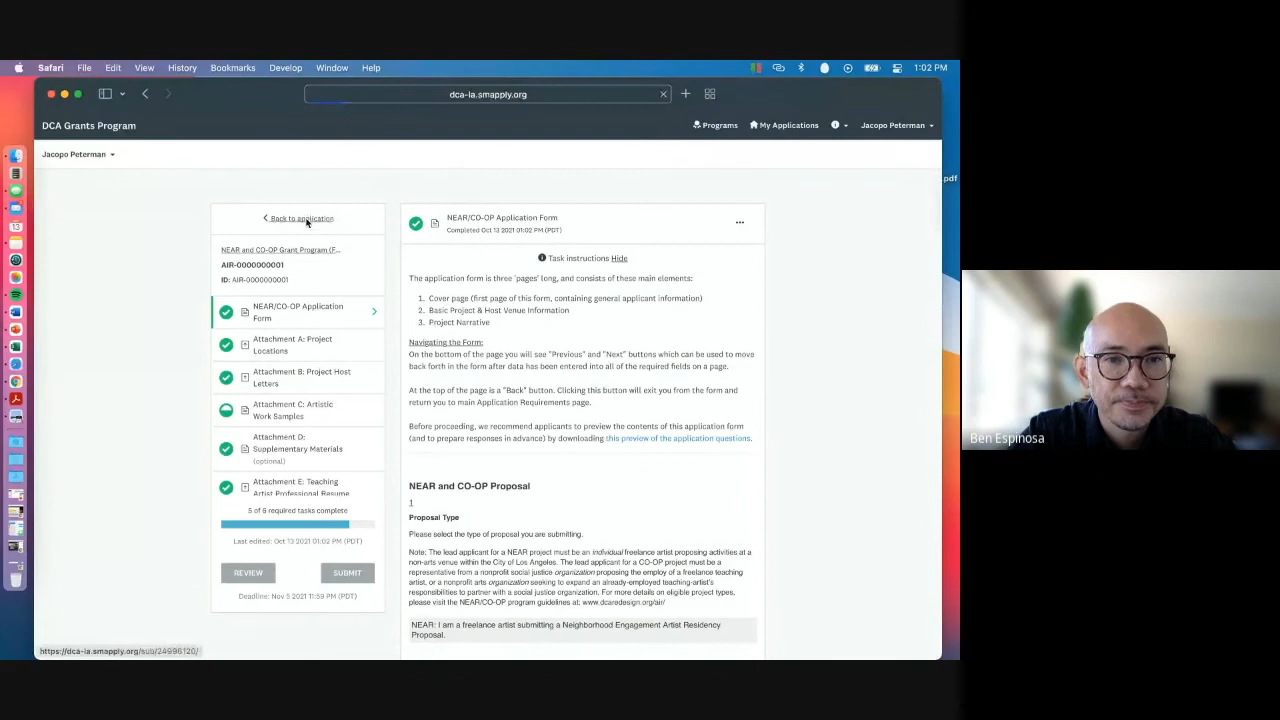 Safari File Edit View History Bookmarks Develop Window Help
1:02 PM
dca-la.smapply.org
DCA Grants Program
Programs
My Applications
Jacopo Peterman
Jacopo Peterman
.pdf
Back to application
NEAR and CO-OP Grant Program (F...
AIR-0000000001
ID: AIR-0000000001
NEAR/CO-OP Application
Form
Attachment A: Project
Locations
Attachment B: Project Host
Letters
Attachment C: Artistic
Work Samples
Attachment D:
Supplementary Materials
(optional)
Attachment E: Teaching
Artist Professional Resume
5 of 6 required tasks complete
Last edited: Oct 13 2021 01:02 PM (PDT)
REVIEW
SUBMIT
Deadline: Nov 5 2021 11:59 PM (PDT)
NEAR/CO-OP Application Form
Completed Oct 13 2021 01:02 PM (PDT)
Task instructions Hide
The application form is three 'pages' long, and consists of these main elements:
1. Cover page (first page of this form, containing general applicant information)
2. Basic Project & Host Venue Information
3. Project Narrative
Navigating the Form:
On the bottom of the page you will see "Previous" and "Next" buttons which can be used to move
back forth in the form after data has been entered into all of the required fields on a page.
At the top of the page is a "Back" button. Clicking this button will exit you from the form and
return you to main Application Requirements page.
Before proceeding, we recommend applicants to preview the contents of this application form
(and to prepare responses in advance) by downloading this preview of the application questions.
NEAR and CO-OP Proposal
1
Proposal Type
Please select the type of proposal you are submitting.
Note: The lead applicant for a NEAR project must be an individual freelance artist proposing activities at a
non-arts venue within the City of Los Angeles. The lead applicant for a CO-OP project must be a
representative from a nonprofit social justice organization proposing the employ of a freelance teaching
artist, or a nonprofit arts organization seeking to expand an already-employed teaching-artist's
responsibilities to partner with a social justice organization. For more details on eligible project types,
please visit the NEAR/CO-OP program guidelines at: www.dcaredesign.org/air/
NEAR: I am a freelance artist submitting a Neighborhood Engagement Artist Residency
Proposal.
https://dca-la.smapply.org/sub/24996120/
Ben Espinosa